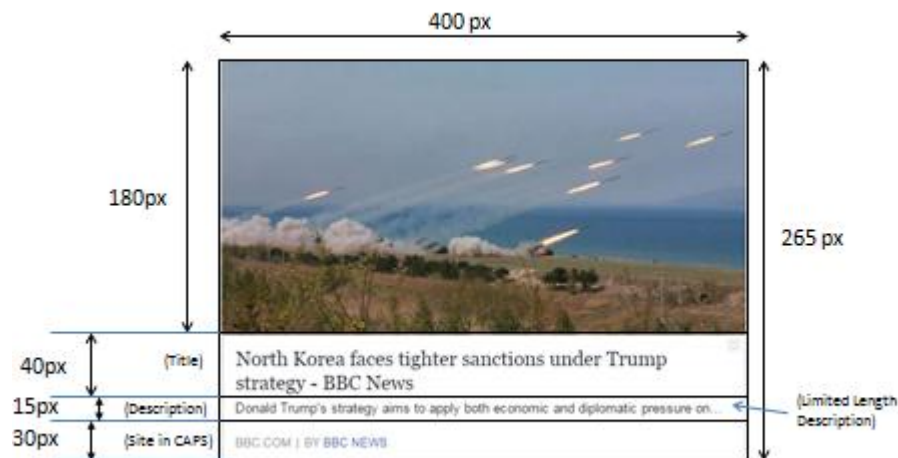 400 px
180px
265 px
40px
(Title)
North Korea faces tighter sanctions under Trump
strategy - BBC News
15px
(Description)
Donald Trump's strategy aims to apply both economic and diplomatic pressure on...
(Limited Length
Description)
30px
(Site in CAPS)
BBC.COM | BY BBC NEWS